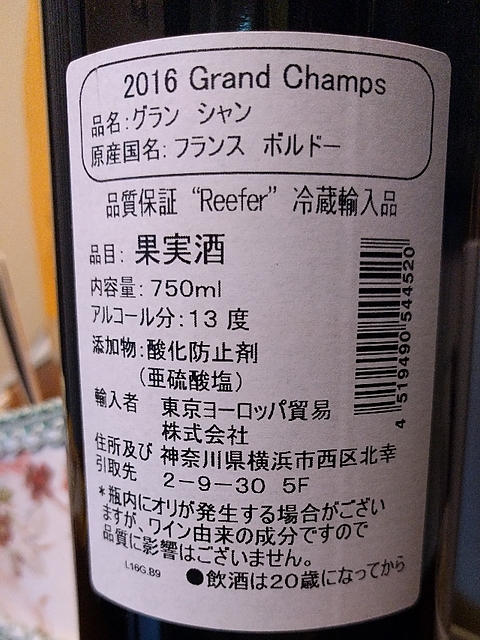 2016 Grand Champs
品名:グラン シャン
原産国名:フランス ボルドー
品質保証 "Reefer" 冷蔵輸入品
品目: 果実酒
内容量: 750ml
アルコール分: 13 度
添加物: 酸化防止剤
（亜硫酸塩）
輸入者 東京ヨーロッパ貿易
株式会社
住所及び 神奈川県横浜市西区北幸
引取先 2-9-30 5F
*瓶内にオリが発生する場合がござい
ますが、ワイン由来の成分ですので
品質に影響はございません。
L16G.B9
●飲酒は20歳になってから
4 519490 544520